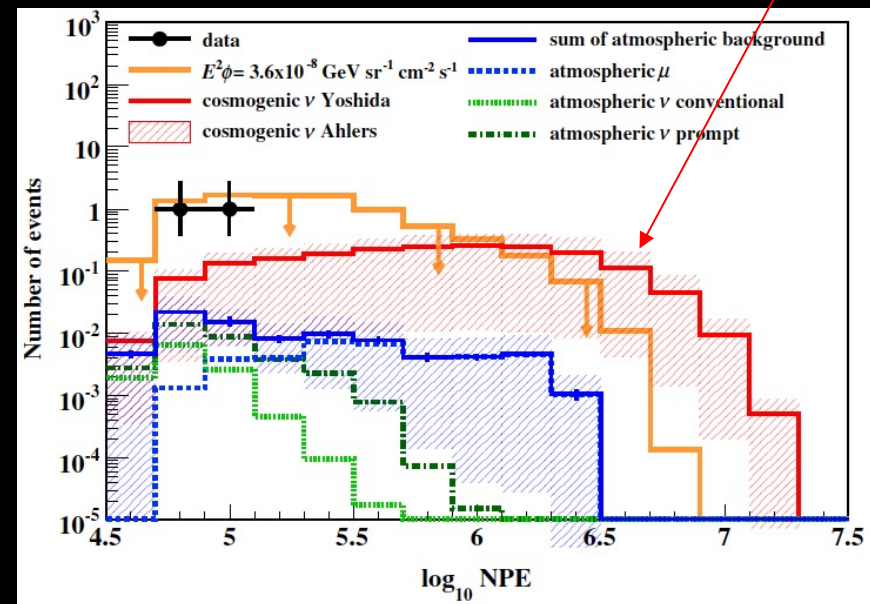 10³
10²
10
1
10⁻¹
10⁻²
10⁻³
10⁻⁴
10⁻⁵
Number of events
data
E²ϕ= 3.6x10⁻⁸ GeV sr⁻¹ cm⁻² s⁻¹
cosmogenic ν Yoshida
cosmogenic ν Ahlers
sum of atmospheric background
atmospheric μ
atmospheric ν conventional
atmospheric ν prompt
4.5 5 5.5 6 6.5 7 7.5
log₁₀ NPE